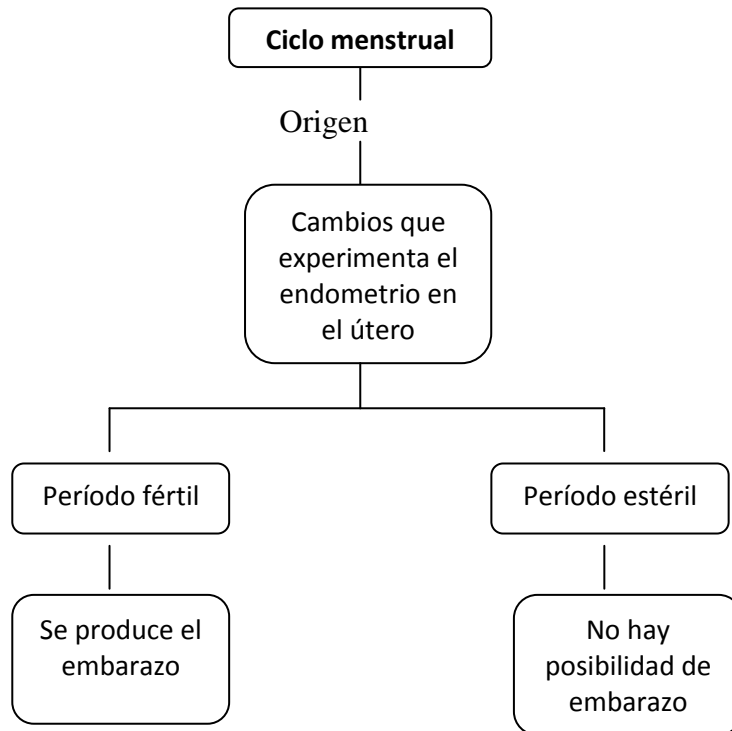 Ciclo menstrual
Origen
Cambios que
experimenta el
endometrio en
el útero
Período fértil
Período estéril
Se produce el
embarazo
No hay
posibilidad de
embarazo